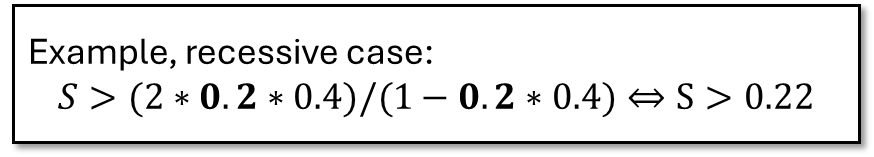 Example, recessive case:
S > (2 * 0.2 * 0.4)/(1 − 0.2 * 0.4) ⇔ S > 0.22